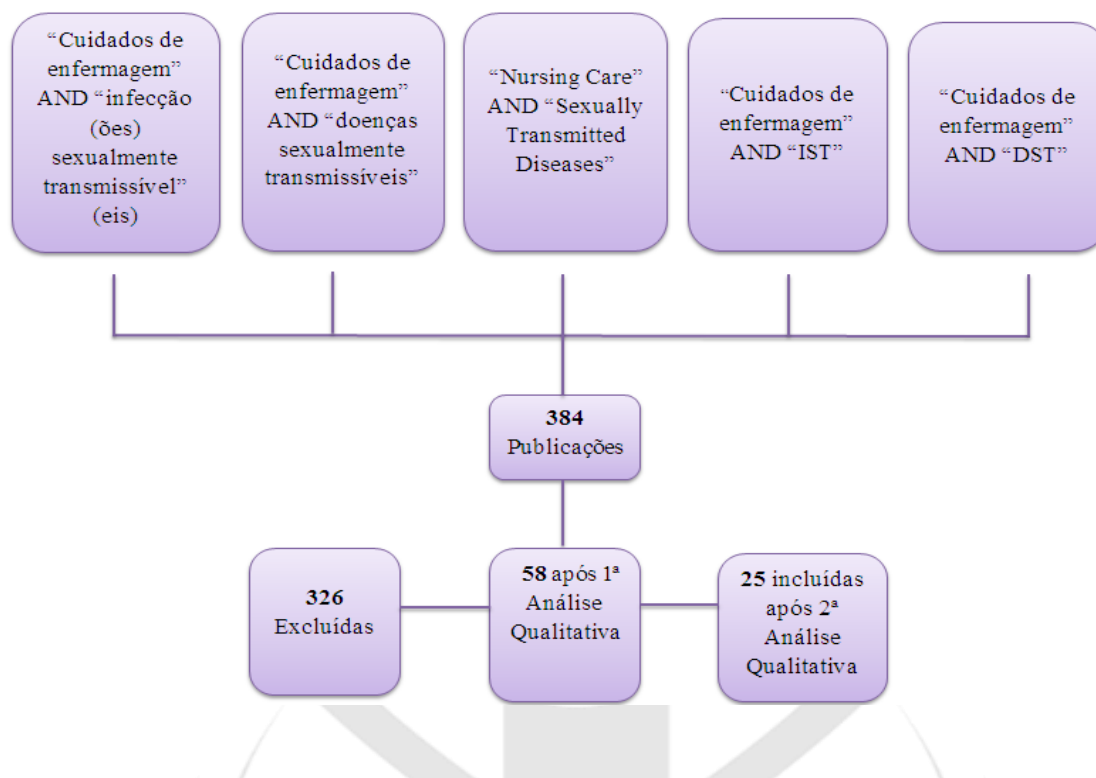 “Cuidados de
enfermagem”
AND “infecção
(ões)
sexualmente
transmissível”
(eis)
“Cuidados de
enfermagem”
AND “doenças
sexualmente
transmissíveis”
“Nursing Care”
AND “Sexually
Transmitted
Diseases”
“Cuidados de
enfermagem”
AND “IST”
“Cuidados de
enfermagem”
AND “DST”
384
Publicações
326
Excluídas
58 após 1ª
Análise
Qualitativa
25 incluídas
após 2ª
Análise
Qualitativa